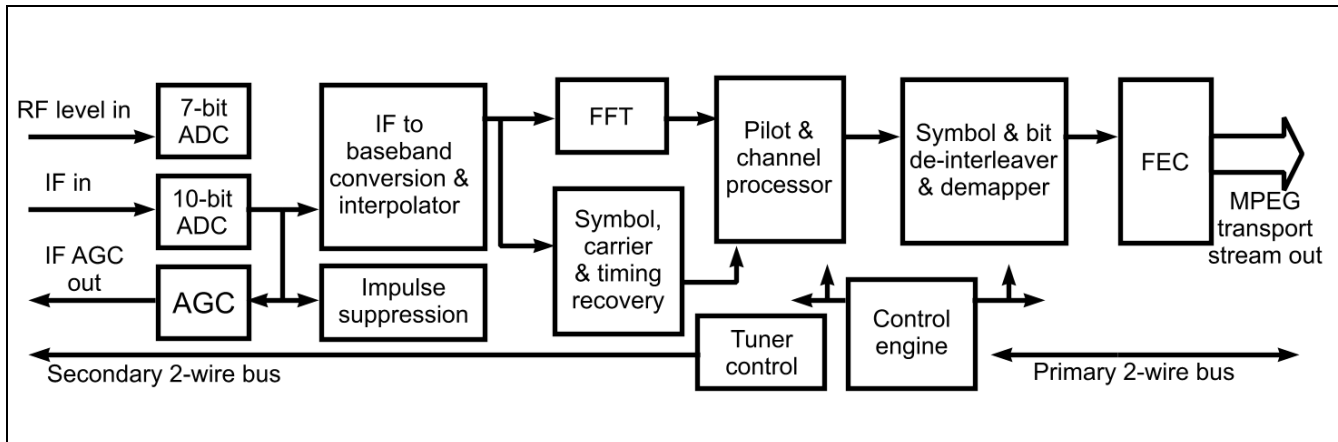 RF level in
7-bit
ADC
IF in
10-bit
ADC
IF AGC
out
AGC
IF to
baseband
conversion &
interpolator
Impulse
suppression
FFT
Symbol,
carrier
& timing
recovery
Pilot &
channel
processor
Symbol & bit
de-interleaver
& demapper
FEC
MPEG
transport
stream out
Tuner
control
Control
engine
Secondary 2-wire bus
Primary 2-wire bus